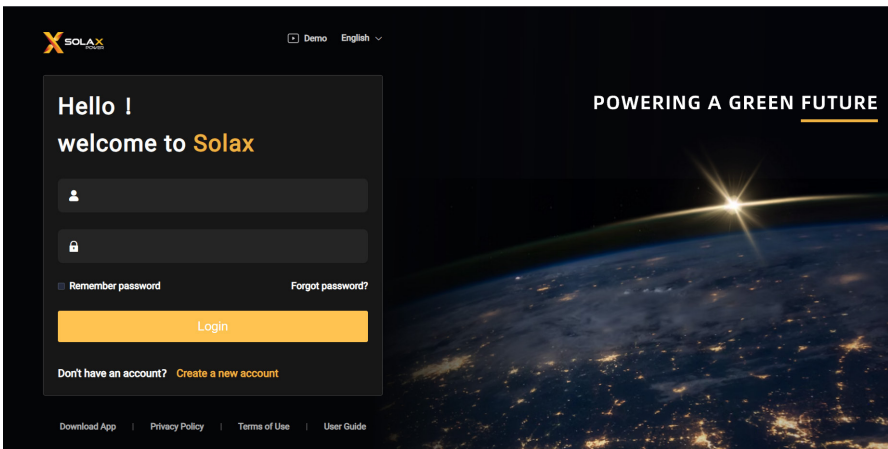 SOLAX
POWER
Demo English
Hello !
welcome to Solax
Remember password Forgot password?
Login
Don't have an account? Create a new account
Download App | Privacy Policy | Terms of Use | User Guide
POWERING A GREEN FUTURE